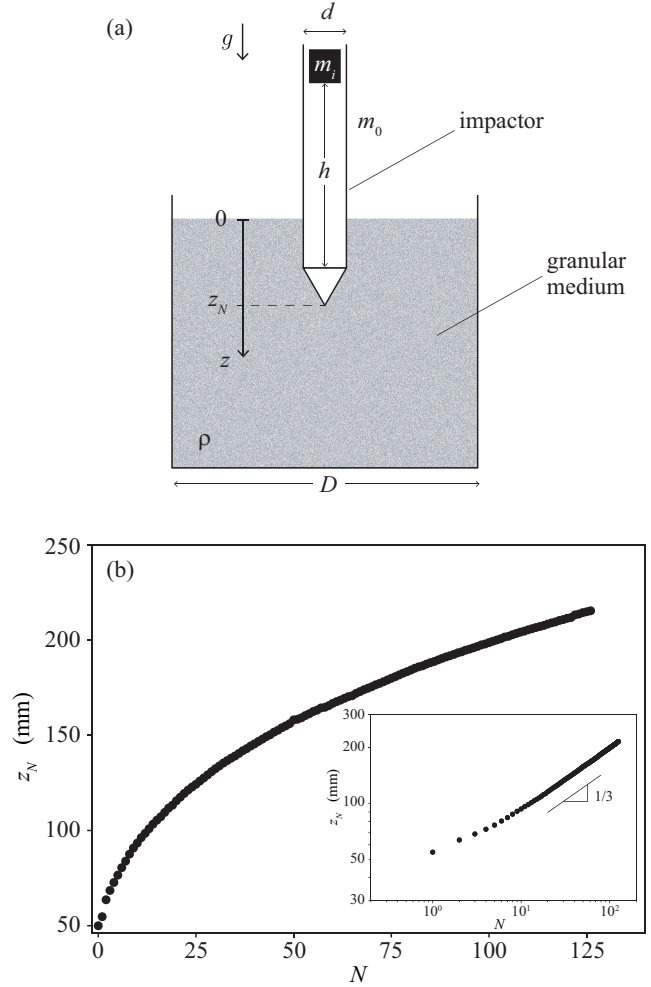 (a)
g
d
m_i
m_0
impactor
h
0
granular
medium
z_N
z
ρ
D
(b)
250
200
150
100
50
z_N (mm)
0
25
50
75
100
125
N
300
200
100
50
30
z_N (mm)
1/3
10^0
10^1
10^2
N